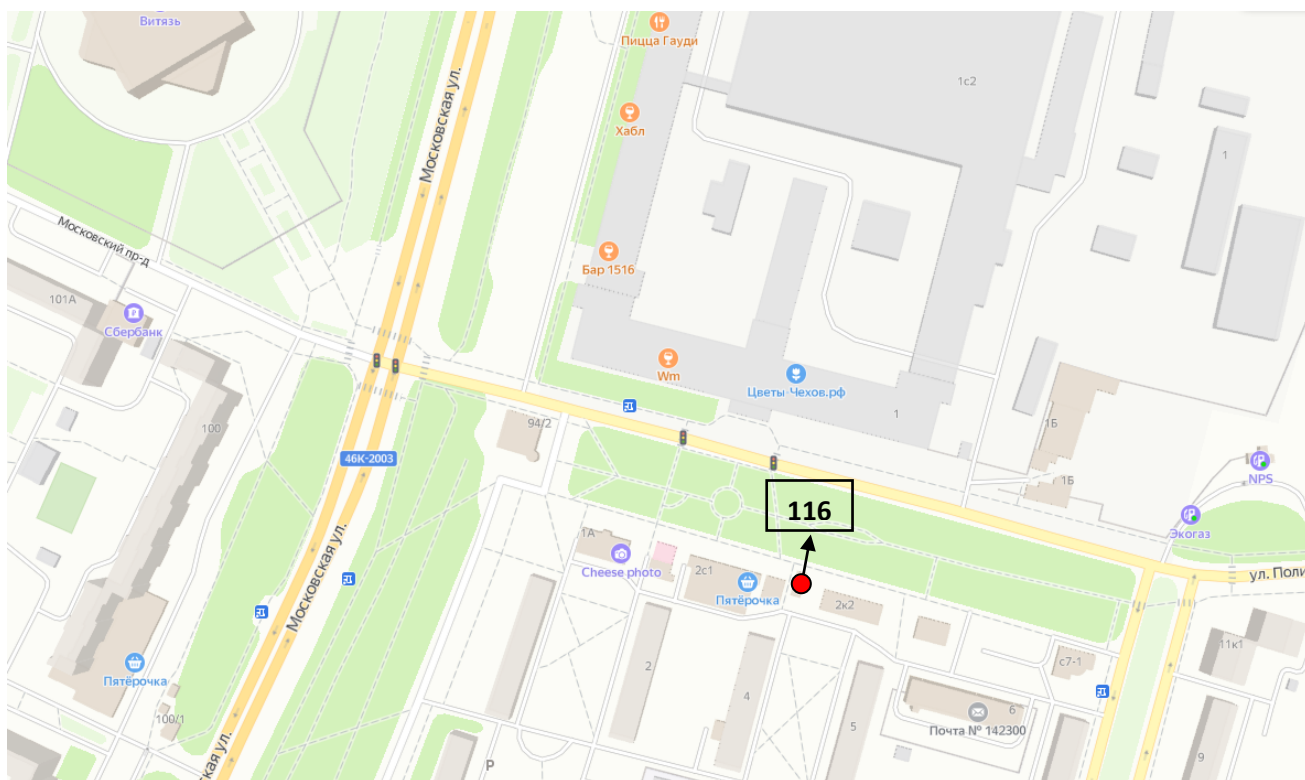 Витязь
Пицца Гауди
Московская ул.
1с2
Хабл
1
Московский пр-д
Бар 1516
101А
Сбербанк
Wm
Цветы-Чехов.рф
1
94/2
1Б
100
46К-2003
1Б
NPS
116
Экогаз
1А
Cheese photo
2с1
Пятёрочка
2к2
ул. Поли
Московская ул.
11к1
2
с7-1
Пятёрочка
4
6
100/1
5
Почта № 142300
9
ская ул.
P